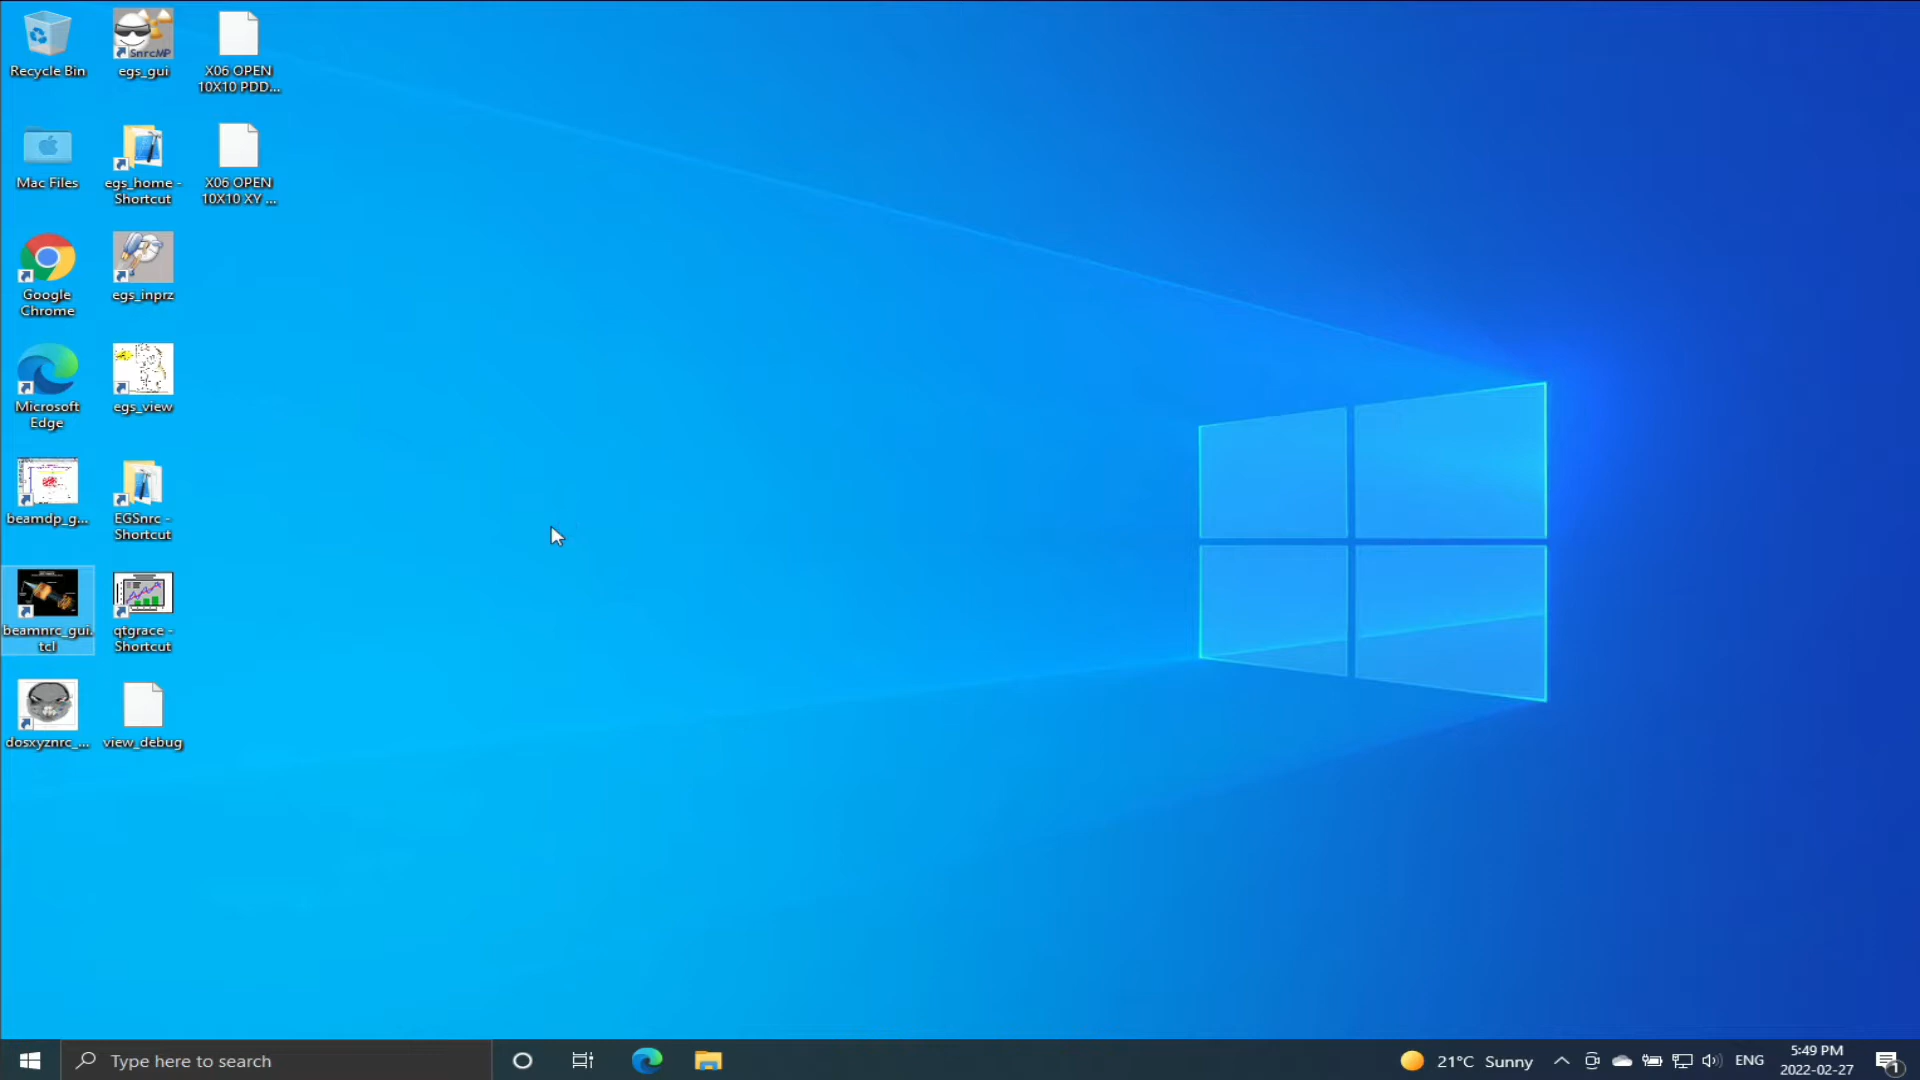 Recycle Bin
SnrcMP
egs_gui
X06 OPEN
10X10 PDD...
Mac Files
egs_home -
Shortcut
X06 OPEN
10X10 XY ...
Google
Chrome
egs_inprz
Microsoft
Edge
egs_view
beamdp_g...
EGSnrc -
Shortcut
beamnrc_gui.
tcl
qtgrace -
Shortcut
dosxyznrc_...
view_debug
Type here to search
21°C Sunny
ENG
5:49 PM
2022-02-27
1